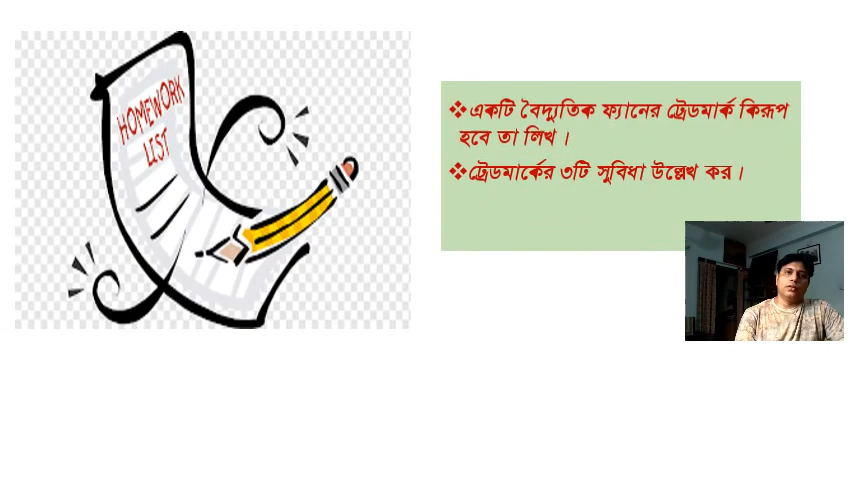 HOMEWORK
LIST
❖একটি বৈদ্যুতিক ফ্যানের ট্রেডমার্ক কিরূপ
হবে তা লিখ ।
❖ট্রেডমার্কের ৩টি সুবিধা উল্লেখ কর ।